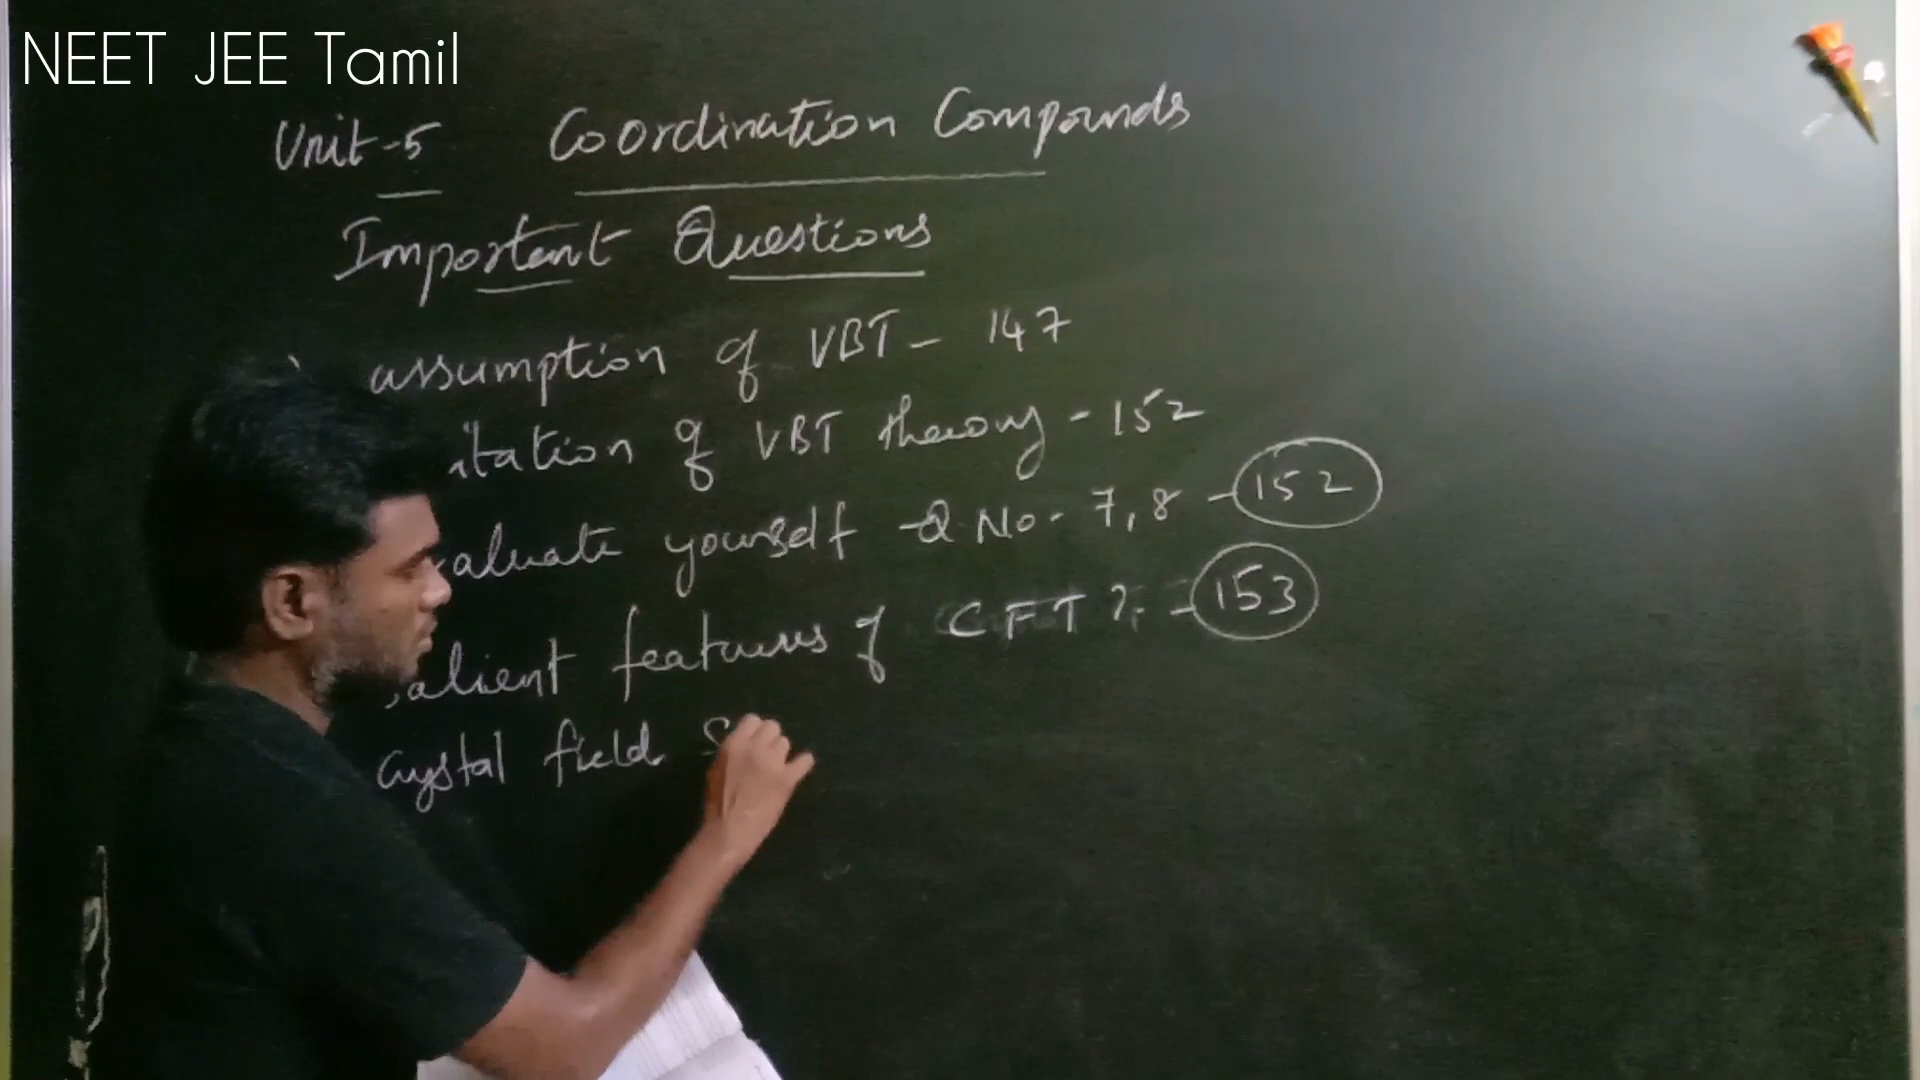 NEET JEE Tamil
Unit-5 Coordination Compounds
Important Questions
assumption of VBT - 147
itation of VBT theory - 152
aluate yourself Q No. 7, 8 - 152
alient features of CFT ? - 153
crystal field